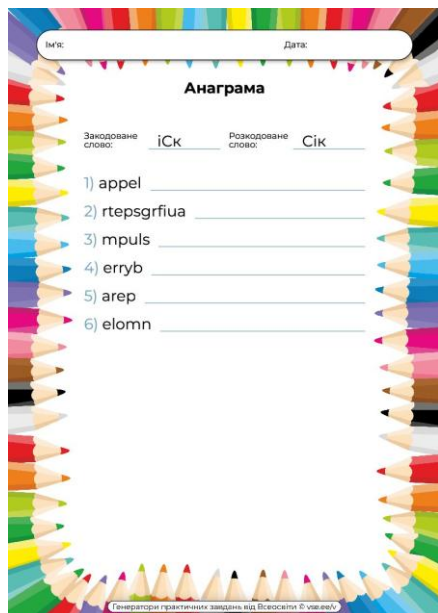 Ім'я: Дата:
Анаграма
Закодоване слово: іСк Розкодоване слово: Сік
1) appel
2) rtepsgrfiua
3) mpuls
4) erryb
5) arep
6) elomn
Генератори практичник завдань від Всеосвіти © vse.ee/v